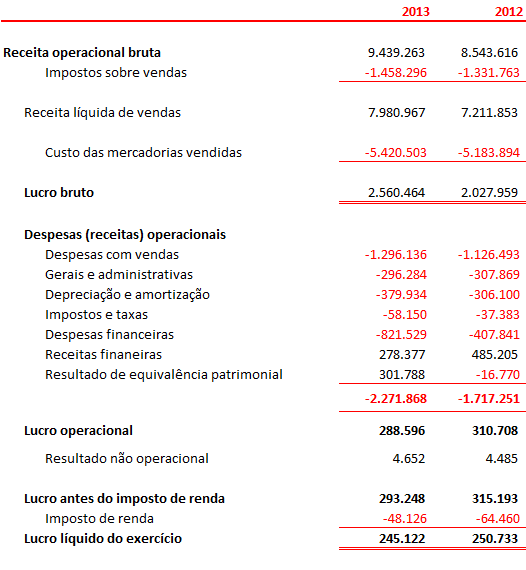 2013 2012
Receita operacional bruta 9.439.263 8.543.616
Impostos sobre vendas -1.458.296 -1.331.763
Receita líquida de vendas 7.980.967 7.211.853
Custo das mercadorias vendidas -5.420.503 -5.183.894
Lucro bruto 2.560.464 2.027.959
Despesas (receitas) operacionais
Despesas com vendas -1.296.136 -1.126.493
Gerais e administrativas -296.284 -307.869
Depreciação e amortização -379.934 -306.100
Impostos e taxas -58.150 -37.383
Despesas financeiras -821.529 -407.841
Receitas finaneiras 278.377 485.205
Resultado de equivalência patrimonial 301.788 -16.770
-2.271.868 -1.717.251
Lucro operacional 288.596 310.708
Resultado não operacional 4.652 4.485
Lucro antes do imposto de renda 293.248 315.193
Imposto de renda -48.126 -64.460
Lucro líquido do exercício 245.122 250.733